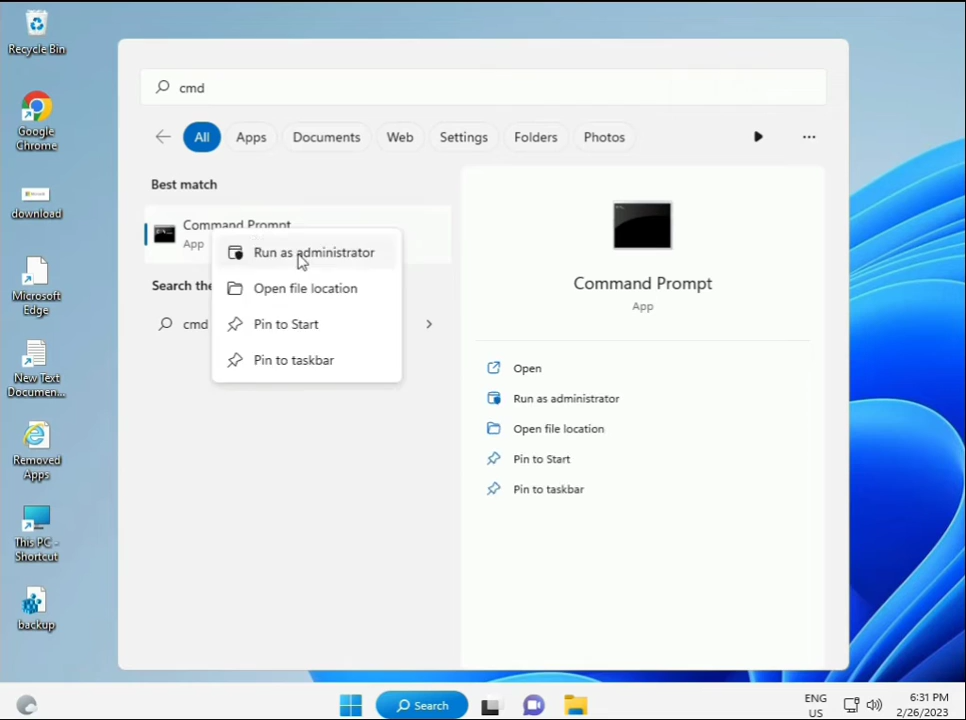 Recycle Bin
Google
Chrome
download
Microsoft
Edge
New Text
Documen...
Removed
Apps
This PC -
Shortcut
backup
cmd
All
Apps
Documents
Web
Settings
Folders
Photos
Best match
Command Prompt
App
Search the
cmd
Run as administrator
Open file location
Pin to Start
Pin to taskbar
Command Prompt
App
Open
Run as administrator
Open file location
Pin to Start
Pin to taskbar
Search
ENG
US
6:31 PM
2/26/2023